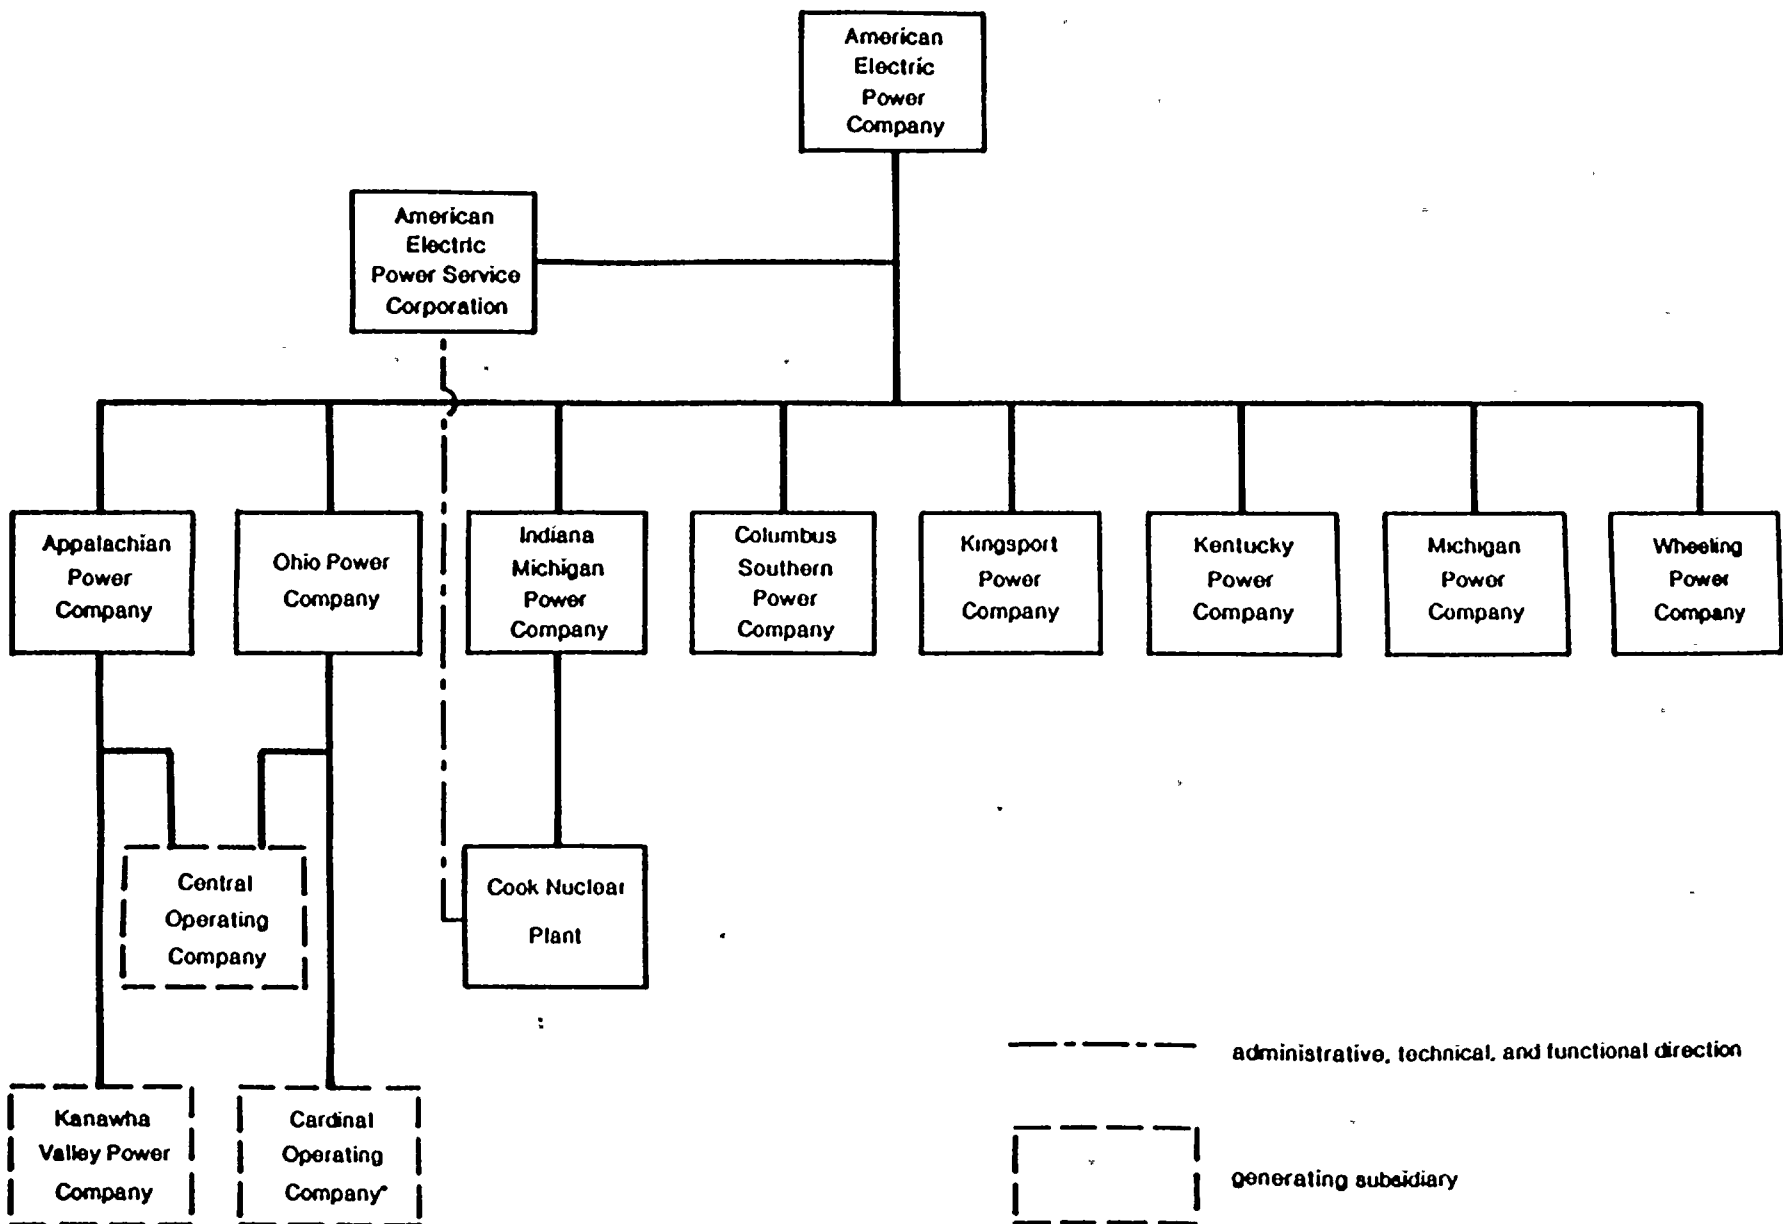 American
Electric
Power
Company
American
Electric
Power Service
Corporation
Appalachian
Power
Company
Ohio Power
Company
Indiana
Michigan
Power
Company
Columbus
Southern
Power
Company
Kingsport
Power
Company
Kentucky
Power
Company
Michigan
Power
Company
Wheeling
Power
Company
Central
Operating
Company
Cook Nuclear
Plant
Kanawha
Valley Power
Company
Cardinal
Operating
Company*
administrative, technical, and functional direction
generating subsidiary